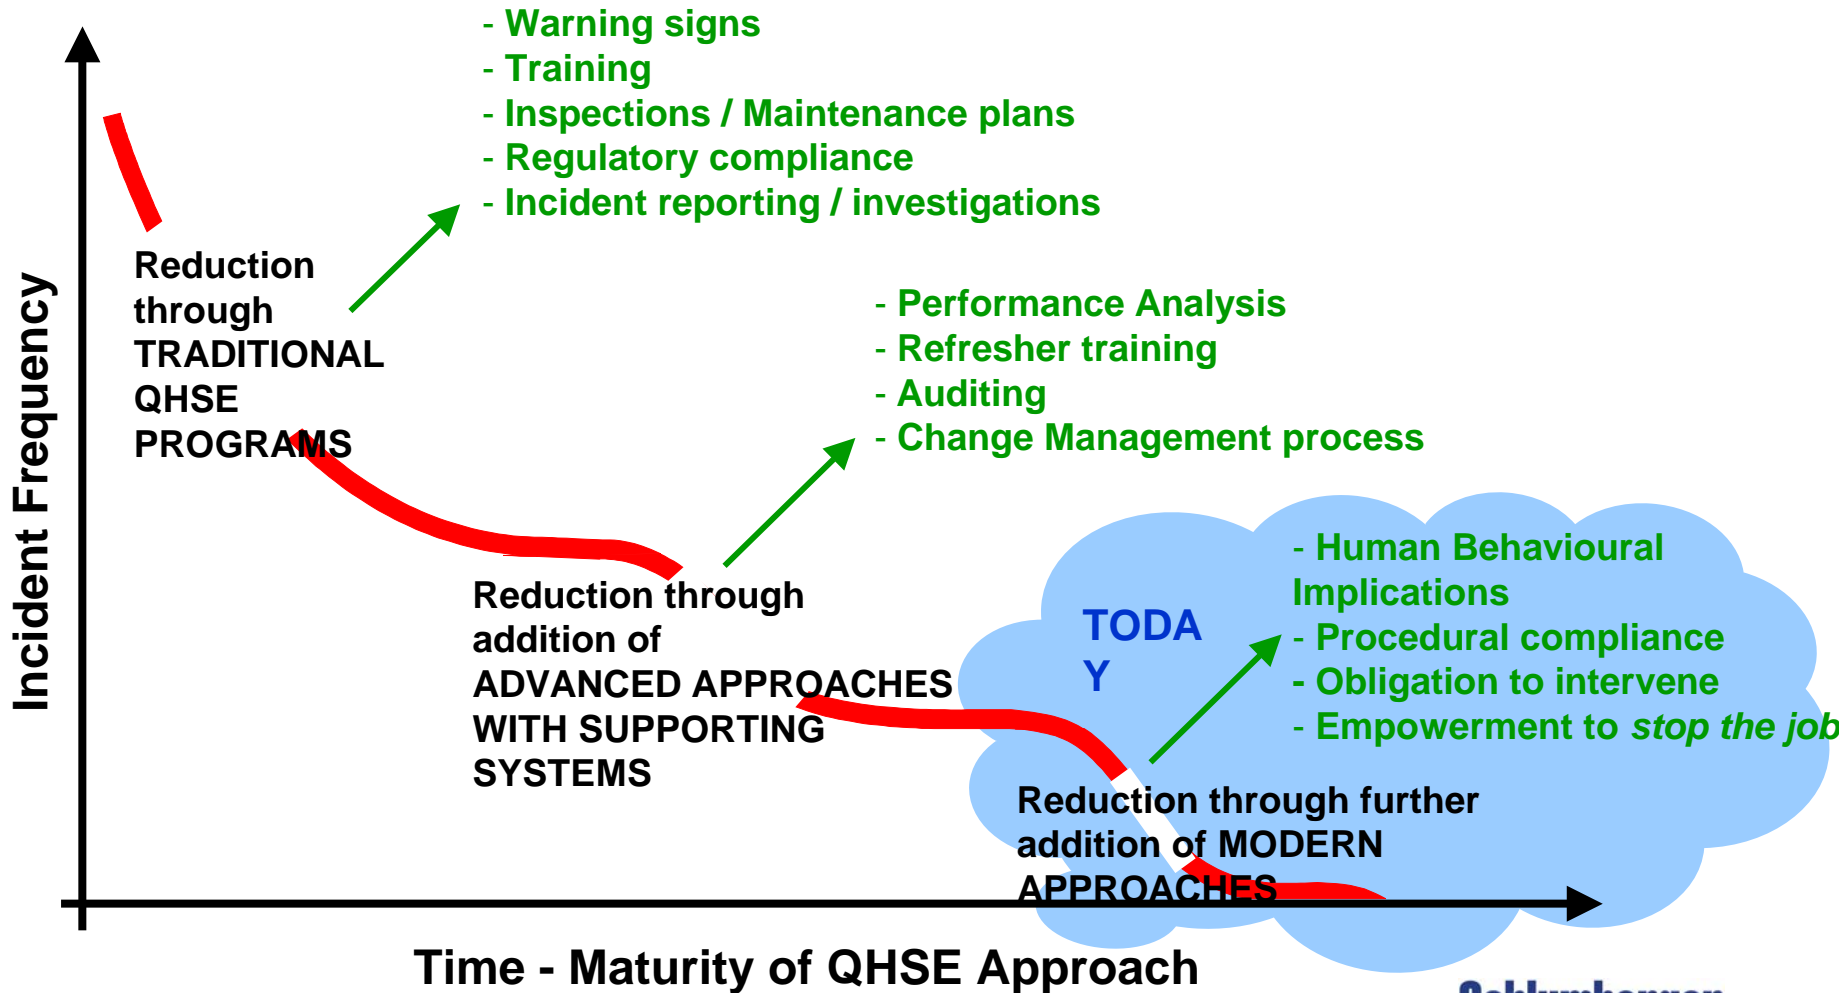 - Warning signs
- Training
- Inspections / Maintenance plans
- Regulatory compliance
- Incident reporting / investigations
Reduction
through
TRADITIONAL
QHSE
PROGRAMS
Incident Frequency
- Performance Analysis
- Refresher training
- Auditing
- Change Management process
Reduction through
addition of
ADVANCED APPROACHES
WITH SUPPORTING
SYSTEMS
TODA
Y
- Human Behavioural
Implications
- Procedural compliance
- Obligation to intervene
- Empowerment to stop the job
Reduction through further
addition of MODERN
APPROACHES
Time - Maturity of QHSE Approach
Schlumberger